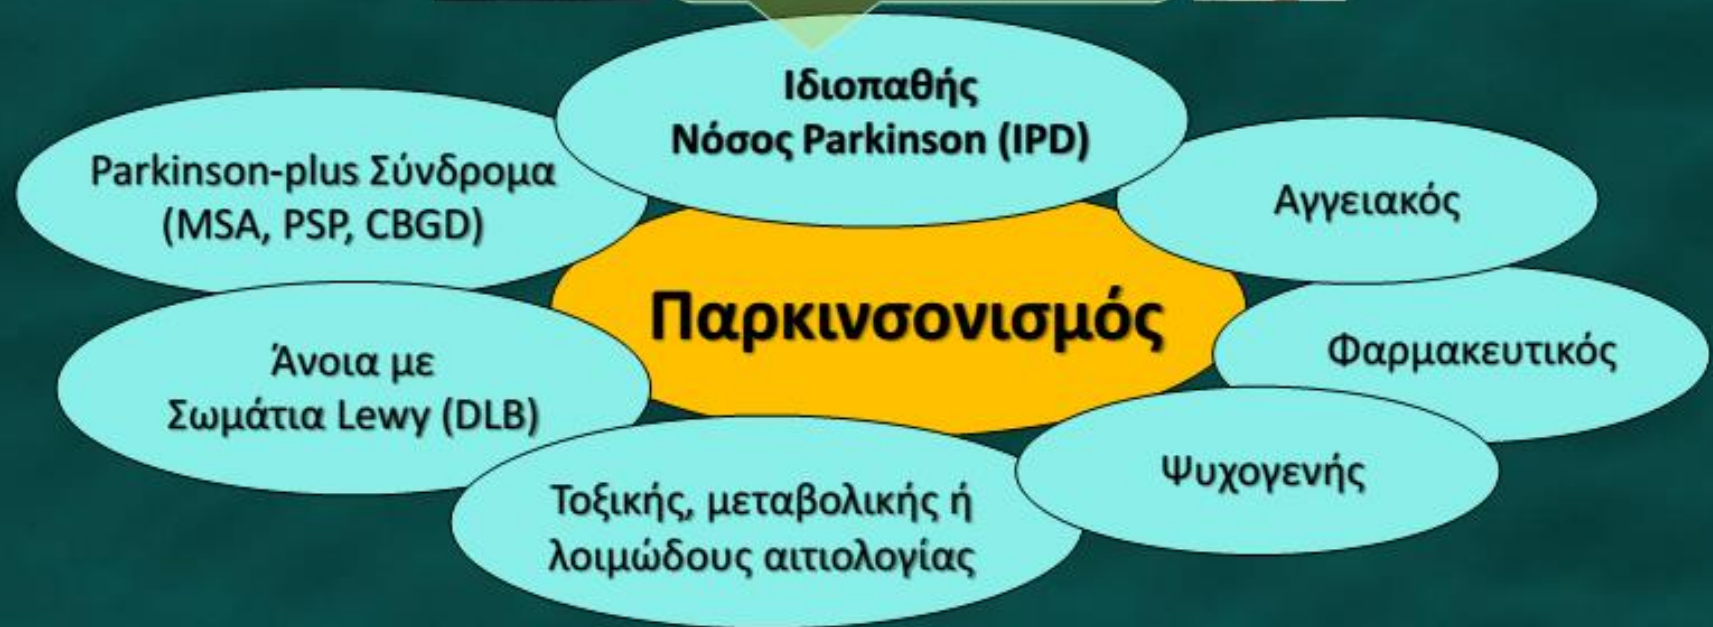 Ιδιοπαθής
Νόσος Parkinson (IPD)
Parkinson-plus Σύνδρομα
(MSA, PSP, CBGD)
Αγγειακός
Παρκινσονισμός
Φαρμακευτικός
Άνοια με
Σωμάτια Lewy (DLB)
Ψυχογενής
Τοξικής, μεταβολικής ή
λοιμώδους αιτιολογίας